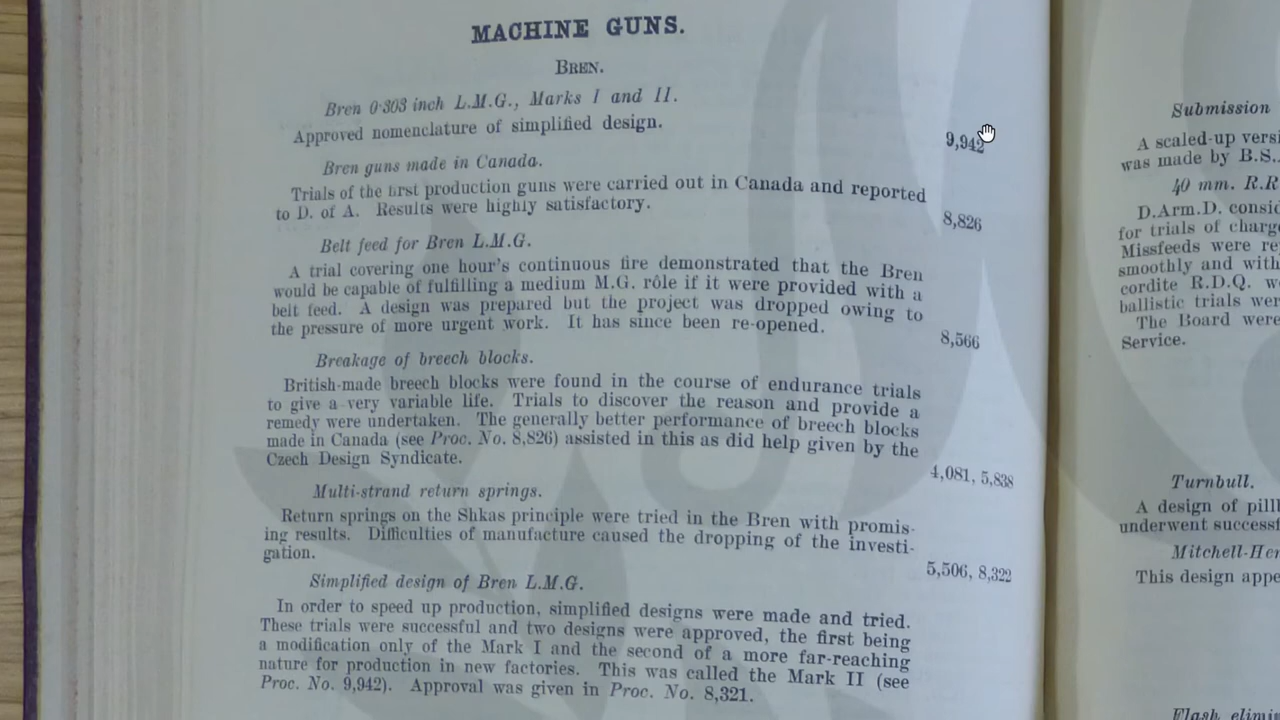 MACHINE GUNS.
BREN.
Bren 0·303 inch L.M.G., Marks I and II.
Approved nomenclature of simplified design.
9,942
Bren guns made in Canada.
Trials of the first production guns were carried out in Canada and reported
to D. of A. Results were highly satisfactory.
8,826
Belt feed for Bren L.M.G.
A trial covering one hour's continuous fire demonstrated that the Bren
would be capable of fulfilling a medium M.G. rôle if it were provided with a
belt feed. A design was prepared but the project was dropped owing to
the pressure of more urgent work. It has since been re-opened.
8,566
Breakage of breech blocks.
British-made breech blocks were found in the course of endurance trials
to give a very variable life. Trials to discover the reason and provide a
remedy were undertaken. The generally better performance of breech blocks
made in Canada (see Proc. No. 8,826) assisted in this as did help given by the
Czech Design Syndicate.
4,081, 5,838
Multi-strand return springs.
Return springs on the Shkas principle were tried in the Bren with promis-
ing results. Difficulties of manufacture caused the dropping of the investi-
gation.
5,506, 8,322
Simplified design of Bren L.M.G.
In order to speed up production, simplified designs were made and tried.
These trials were successful and two designs were approved, the first being
a modification only of the Mark I and the second of a more far-reaching
nature for production in new factories. This was called the Mark II (see
Proc. No. 9,942). Approval was given in Proc. No. 8,321.
Submission
A scaled-up versi
was made by B.S.
40 mm. R.R
D.Arm.D. consid
for trials of charg
Missfeeds were re
smoothly and with
cordite R.D.Q. w
ballistic trials wer
The Board were
Service.
Turnbull.
A design of pill
underwent successf
Mitchell-Her
This design appe
Flash elimi